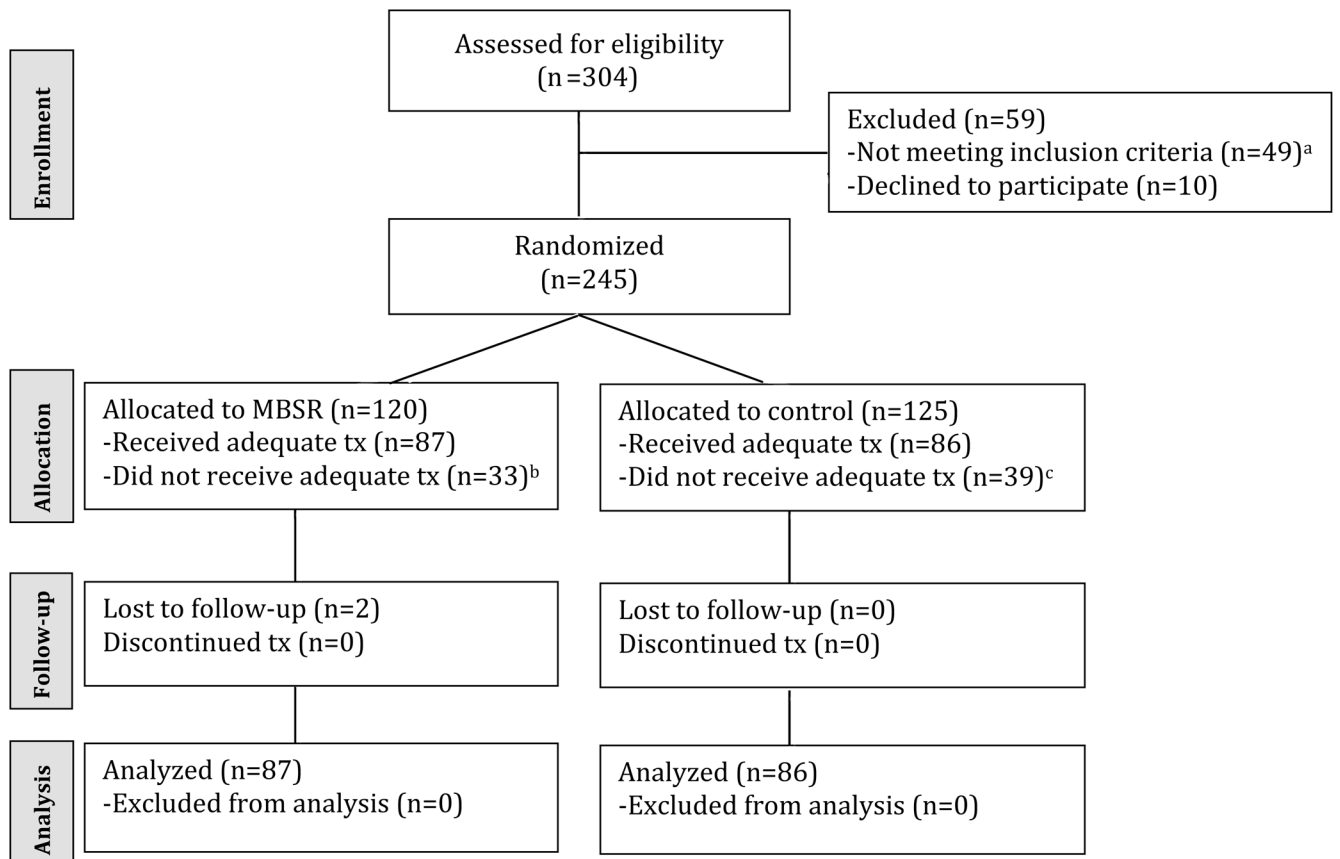 Assessed for eligibility
(n=304)
Enrollment
Excluded (n=59)
-Not meeting inclusion criteria (n=49)ᵃ
-Declined to participate (n=10)
Randomized
(n=245)
Allocation
Allocated to MBSR (n=120)
-Received adequate tx (n=87)
-Did not receive adequate tx (n=33)ᵇ
Allocated to control (n=125)
-Received adequate tx (n=86)
-Did not receive adequate tx (n=39)ᶜ
Follow-up
Lost to follow-up (n=2)
Discontinued tx (n=0)
Lost to follow-up (n=0)
Discontinued tx (n=0)
Analysis
Analyzed (n=87)
-Excluded from analysis (n=0)
Analyzed (n=86)
-Excluded from analysis (n=0)